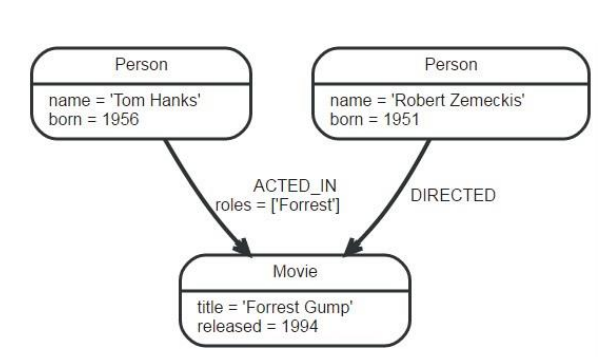 Person
name = 'Tom Hanks'
born = 1956
Person
name = 'Robert Zemeckis'
born = 1951
ACTED_IN
roles = ['Forrest']
DIRECTED
Movie
title = 'Forrest Gump'
released = 1994